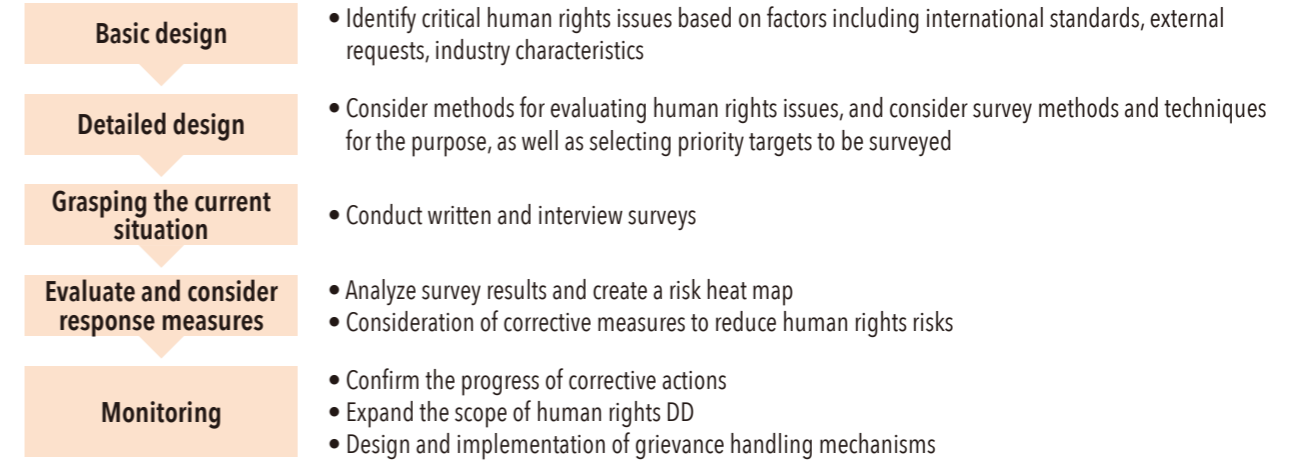 Basic design
• Identify critical human rights issues based on factors including international standards, external
requests, industry characteristics
Detailed design
• Consider methods for evaluating human rights issues, and consider survey methods and techniques
for the purpose, as well as selecting priority targets to be surveyed
Grasping the current
situation
• Conduct written and interview surveys
Evaluate and consider
response measures
• Analyze survey results and create a risk heat map
• Consideration of corrective measures to reduce human rights risks
Monitoring
• Confirm the progress of corrective actions
• Expand the scope of human rights DD
• Design and implementation of grievance handling mechanisms